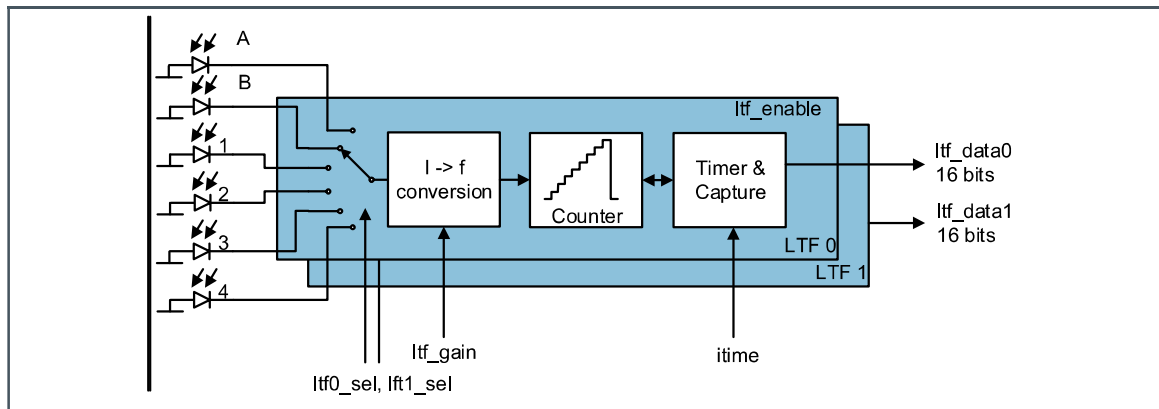 A
B
1
2
3
4
ltf_enable
I -> f
conversion
Counter
Timer &
Capture
LTF 0
LTF 1
ltf_data0
16 bits
ltf_data1
16 bits
ltf_gain
itime
ltf0_sel, lft1_sel